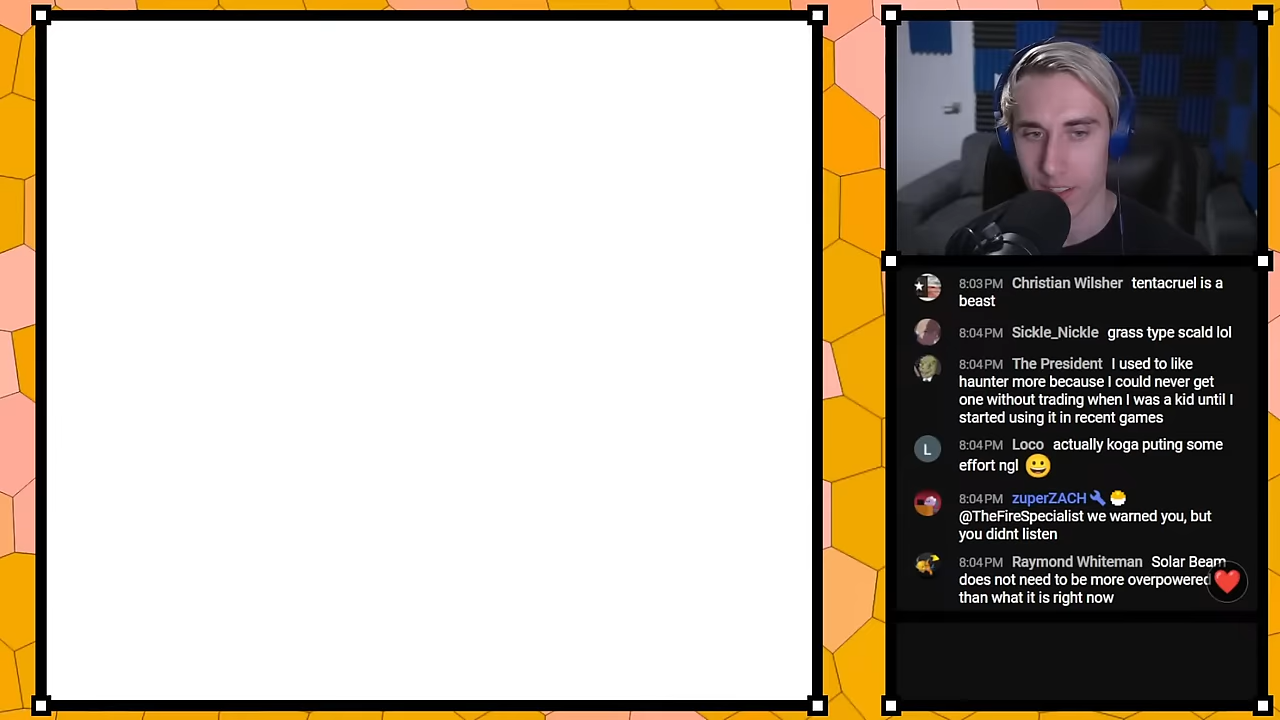 8:03 PM Christian Wilsher tentacruel is a
beast
8:04 PM Sickle_Nickle grass type scald lol
8:04 PM The President I used to like
haunter more because I could never get
one without trading when I was a kid until I
started using it in recent games
L 8:04 PM Loco actually koga puting some
effort ngl 😀
8:04 PM zuperZACH
@TheFireSpecialist we warned you, but
you didnt listen
8:04 PM Raymond Whiteman Solar Beam
does not need to be more overpowered
than what it is right now